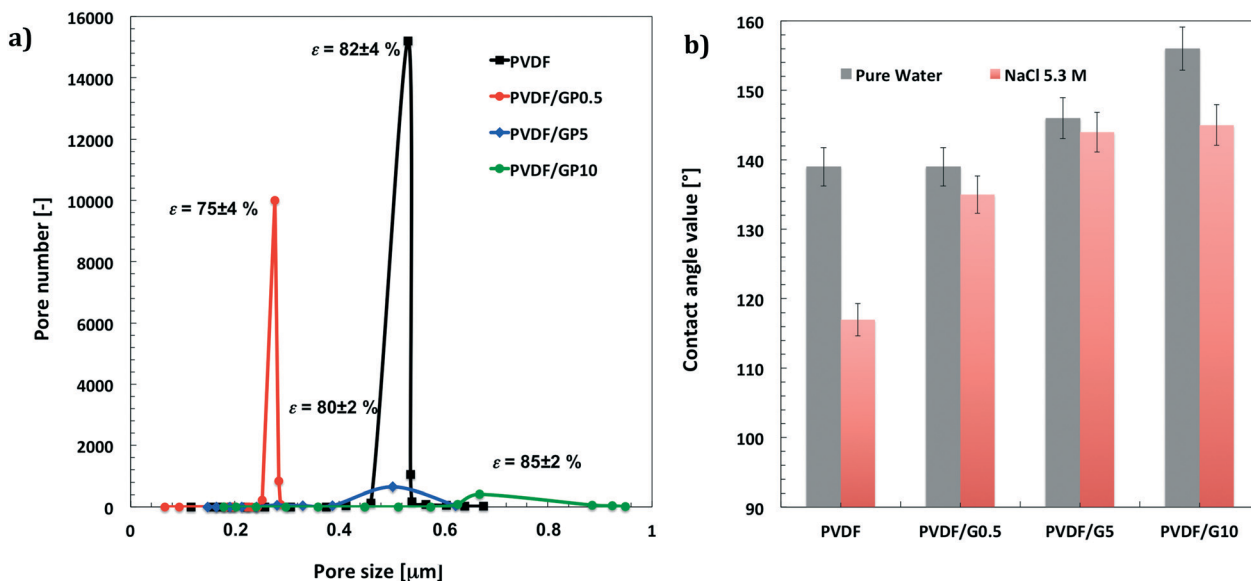 a)
16000
14000
12000
10000
8000
6000
4000
2000
0
Pore number [-]
0
0.2
0.4
0.6
0.8
1
Pore size [μm]
ε = 82±4 %
ε = 75±4 %
ε = 80±2 %
ε = 85±2 %
PVDF
PVDF/GP0.5
PVDF/GP5
PVDF/GP10
b)
160
150
140
130
120
110
100
90
Contact angle value [°]
Pure Water
NaCl 5.3 M
PVDF
PVDF/G0.5
PVDF/G5
PVDF/G10